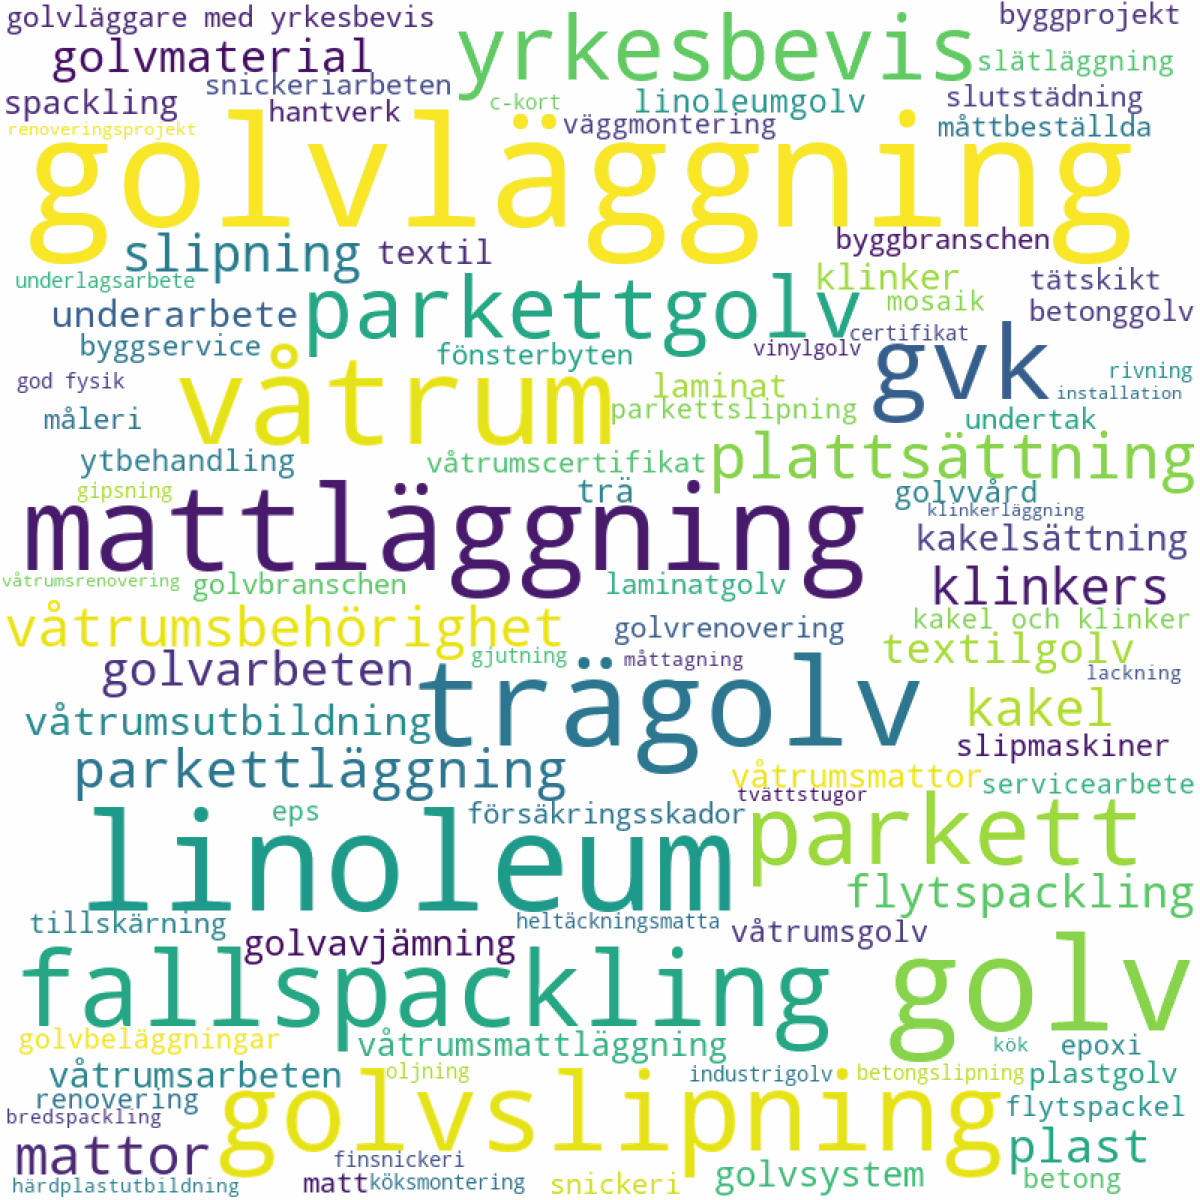 golvläggare med yrkesbevis
byggprojekt
golvmaterial
yrkesbevis
slätläggning
snickeriarbeten
spackling
hantverk
c-kort
linoleumgolv
slutstädning
renoveringsprojekt
väggmontering
måttbeställda
golvläggning
slipning
textil
byggbranschen
underlagsarbete
parkettgolv
klinker
tätskikt
mosaik
underarbete
betonggolv
byggservice
fönsterbyten
certifikat
vinylgolv
gvk
god fysik
våtrum
laminat
rivning
installation
måleri
parkettslipning
undertak
ytbehandling
våtrumscertifikat
plattsättning
gipsning
trä
golvvård
klinkerläggning
mattläggning
kakelsättning
våtrumsrenovering
golvbranschen
laminatgolv
klinkers
våtrumsbehörighet
golvrenovering
kakel och klinker
textilgolv
golvarbeten
gjutning
måttagning
lackning
trägolv
våtrumsutbildning
kakel
slipmaskiner
parkettläggning
våtrumsmattor
servicearbete
tvättstugor
eps
försäkringsskador
parkett
linoleum
flytspackling
tillskärning
heltäckningsmatta
våtrumsgolv
golvavjämning
fallspackling
golv
golvbeläggningar
våtrumsmattläggning
kök
epoxi
våtrumsarbeten
oljning
industrigolv
betongslipning
plastgolv
renovering
golvslipning
flytspackel
bredspackling
mattor
plast
finsnickeri
golvsystem
härdplastutbildning
matt
köksmontering
snickeri
betong